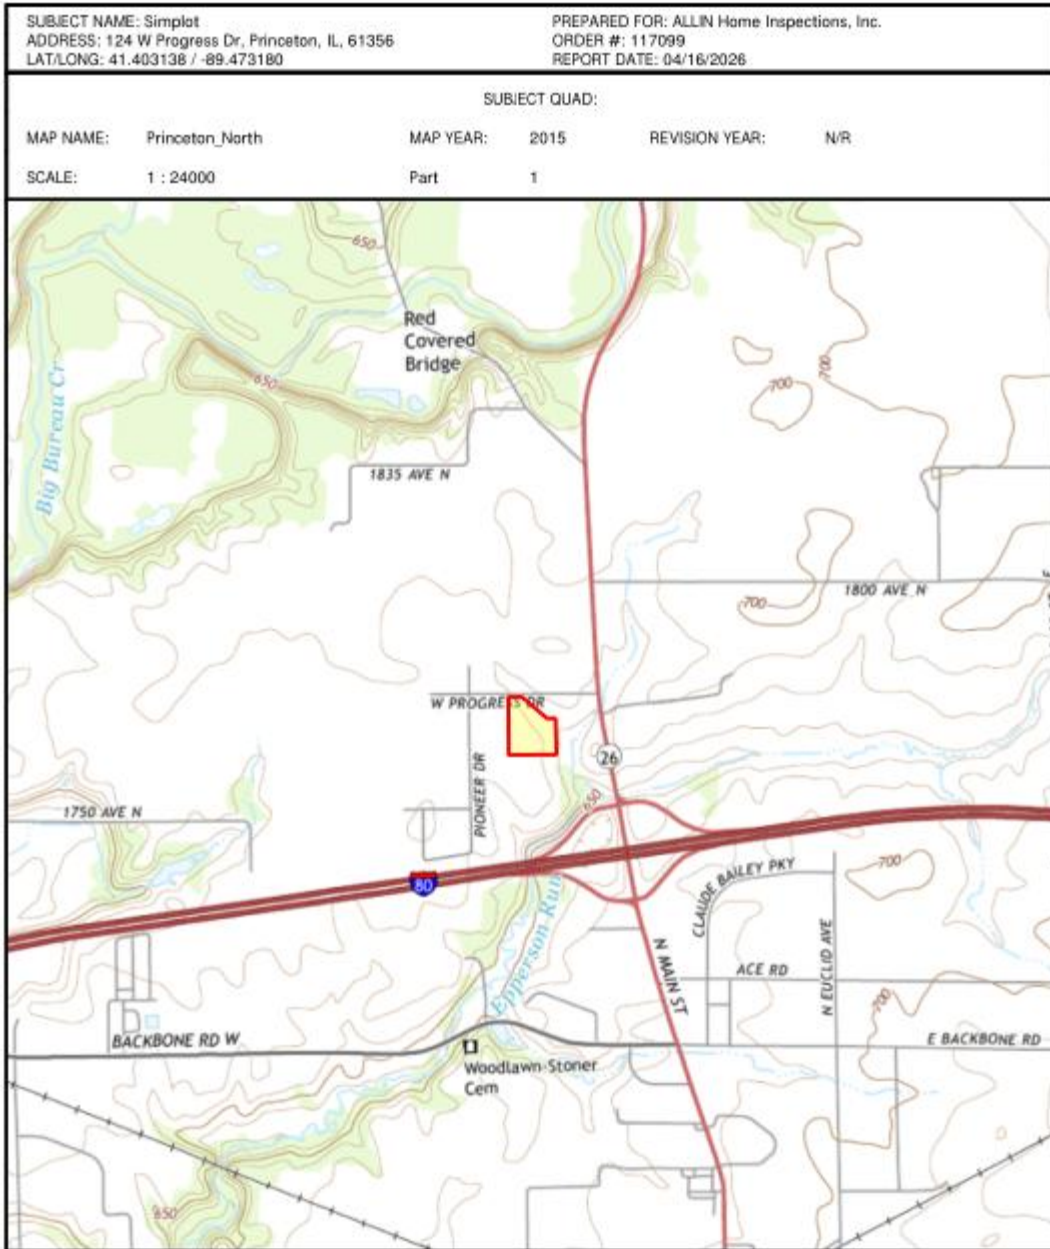 SUBJECT NAME: Simplot
ADDRESS: 124 W Progress Dr, Princeton, IL, 61356
LAT/LONG: 41.403138 / -89.473180
PREPARED FOR: ALLIN Home Inspections, Inc.
ORDER #: 117099
REPORT DATE: 04/16/2026
SUBJECT QUAD:
MAP NAME: Princeton_North MAP YEAR: 2015 REVISION YEAR: N/R
SCALE: 1 : 24000 Part 1
650
Red
Covered
Bridge
650
700
700
Big Bureau Cr
1835 AVE N
1800 AVE N
700
W PROGRESS DR
26
PIONEER DR
650
1750 AVE N
80
CLAUDE BAILEY PKY
700
Epperson Run
N MAIN ST
ACE RD
N EUCLID AVE
700
BACKBONE RD W
E BACKBONE RD
Woodlawn-Stoner
Cem
650